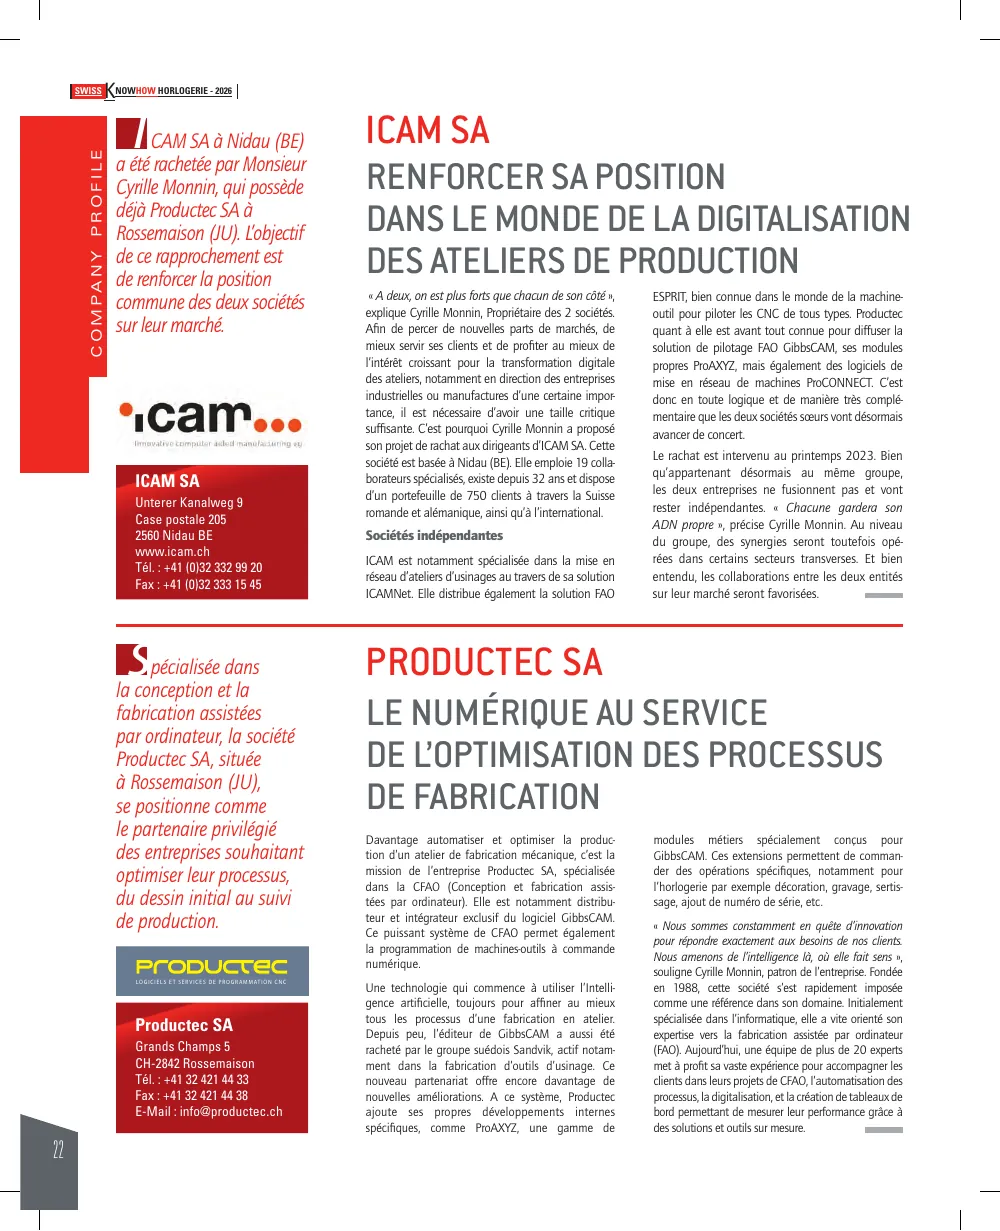 SWISS KNOWHOW HORLOGERIE - 2026
COMPANY PROFILE
ICAM SA à Nidau (BE)
a été rachetée par Monsieur
Cyrille Monnin, qui possède
déjà Productec SA à
Rossemaison (JU). L'objectif
de ce rapprochement est
de renforcer la position
commune des deux sociétés
sur leur marché.
icam...
Innovative computer aided manufacturing ag
ICAM SA
Unterer Kanalweg 9
Case postale 205
2560 Nidau BE
www.icam.ch
Tél. : +41 (0)32 332 99 20
Fax : +41 (0)32 333 15 45
ICAM SA
RENFORCER SA POSITION
DANS LE MONDE DE LA DIGITALISATION
DES ATELIERS DE PRODUCTION
« A deux, on est plus forts que chacun de son côté »,
explique Cyrille Monnin, Propriétaire des 2 sociétés.
Afin de percer de nouvelles parts de marchés, de
mieux servir ses clients et de profiter au mieux de
l'intérêt croissant pour la transformation digitale
des ateliers, notamment en direction des entreprises
industrielles ou manufactures d'une certaine impor-
tance, il est nécessaire d'avoir une taille critique
suffisante. C'est pourquoi Cyrille Monnin a proposé
son projet de rachat aux dirigeants d'ICAM SA. Cette
société est basée à Nidau (BE). Elle emploie 19 colla-
borateurs spécialisés, existe depuis 32 ans et dispose
d'un portefeuille de 750 clients à travers la Suisse
romande et alémanique, ainsi qu'à l'international.
Sociétés indépendantes
ICAM est notamment spécialisée dans la mise en
réseau d'ateliers d'usinages au travers de sa solution
ICAMNet. Elle distribue également la solution FAO
ESPRIT, bien connue dans le monde de la machine-
outil pour piloter les CNC de tous types. Productec
quant à elle est avant tout connue pour diffuser la
solution de pilotage FAO GibbsCAM, ses modules
propres ProAXYZ, mais également des logiciels de
mise en réseau de machines ProCONNECT. C'est
donc en toute logique et de manière très complé-
mentaire que les deux sociétés sœurs vont désormais
avancer de concert.
Le rachat est intervenu au printemps 2023. Bien
qu'appartenant désormais au même groupe,
les deux entreprises ne fusionnent pas et vont
rester indépendantes. « Chacune gardera son
ADN propre », précise Cyrille Monnin. Au niveau
du groupe, des synergies seront toutefois opé-
rées dans certains secteurs transverses. Et bien
entendu, les collaborations entre les deux entités
sur leur marché seront favorisées.
Spécialisée dans
la conception et la
fabrication assistées
par ordinateur, la société
Productec SA, située
à Rossemaison (JU),
se positionne comme
le partenaire privilégié
des entreprises souhaitant
optimiser leur processus,
du dessin initial au suivi
de production.
PRODUCTEC
LOGICIELS ET SERVICES DE PROGRAMMATION CNC
Productec SA
Grands Champs 5
CH-2842 Rossemaison
Tél. : +41 32 421 44 33
Fax : +41 32 421 44 38
E-Mail : info@productec.ch
PRODUCTEC SA
LE NUMÉRIQUE AU SERVICE
DE L'OPTIMISATION DES PROCESSUS
DE FABRICATION
Davantage automatiser et optimiser la produc-
tion d'un atelier de fabrication mécanique, c'est la
mission de l'entreprise Productec SA, spécialisée
dans la CFAO (Conception et fabrication assis-
tées par ordinateur). Elle est notamment distribu-
teur et intégrateur exclusif du logiciel GibbsCAM.
Ce puissant système de CFAO permet également
la programmation de machines-outils à commande
numérique.
Une technologie qui commence à utiliser l'Intelli-
gence artificielle, toujours pour affiner au mieux
tous les processus d'une fabrication en atelier.
Depuis peu, l'éditeur de GibbsCAM a aussi été
racheté par le groupe suédois Sandvik, actif notam-
ment dans la fabrication d'outils d'usinage. Ce
nouveau partenariat offre encore davantage de
nouvelles améliorations. A ce système, Productec
ajoute ses propres développements internes
spécifiques, comme ProAXYZ, une gamme de
modules métiers spécialement conçus pour
GibbsCAM. Ces extensions permettent de comman-
der des opérations spécifiques, notamment pour
l'horlogerie par exemple décoration, gravage, sertis-
sage, ajout de numéro de série, etc.
« Nous sommes constamment en quête d'innovation
pour répondre exactement aux besoins de nos clients.
Nous amenons de l'intelligence là, où elle fait sens »,
souligne Cyrille Monnin, patron de l'entreprise. Fondée
en 1988, cette société s'est rapidement imposée
comme une référence dans son domaine. Initialement
spécialisée dans l'informatique, elle a vite orienté son
expertise vers la fabrication assistée par ordinateur
(FAO). Aujourd'hui, une équipe de plus de 20 experts
met à profit sa vaste expérience pour accompagner les
clients dans leurs projets de CFAO, l'automatisation des
processus, la digitalisation, et la création de tableaux de
bord permettant de mesurer leur performance grâce à
des solutions et outils sur mesure.
22